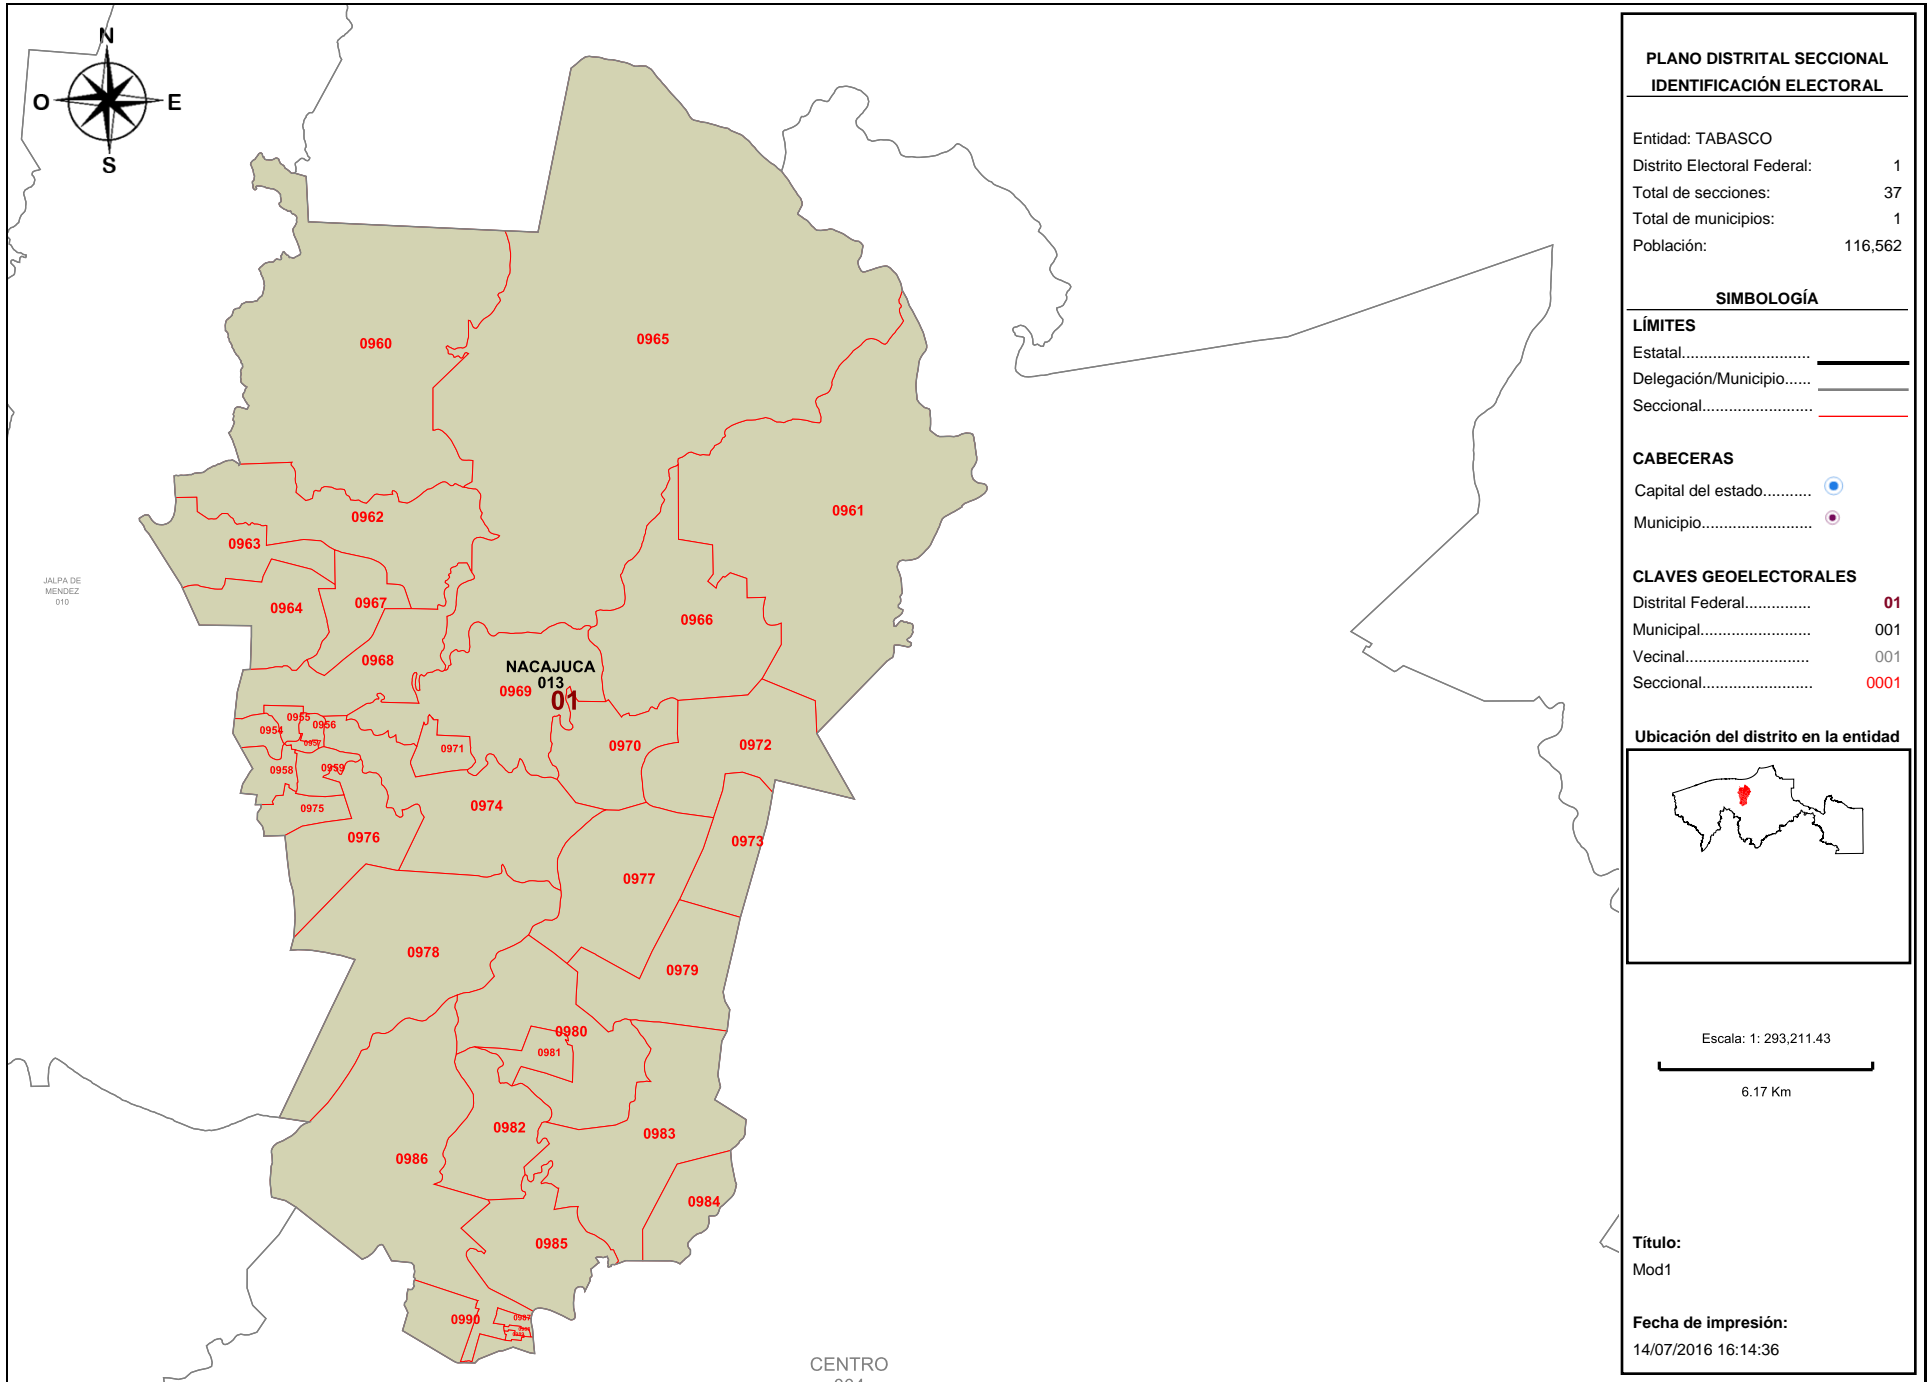 N
O
E
S
0960
0965
0961
0962
0963
0964
0967
0966
0968
JALPA DE
MENDEZ
010
NACAJUCA
013
0969
01
0955
0954
0956
0957
0971
0970
0972
0958
0959
0975
0974
0976
0973
0977
0978
0979
0980
0981
0982
0983
0986
0984
0985
0990
0987
CENTRO
PLANO DISTRITAL SECCIONAL
IDENTIFICACIÓN ELECTORAL
Entidad: TABASCO
Distrito Electoral Federal: 1
Total de secciones: 37
Total de municipios: 1
Población: 116,562
SIMBOLOGÍA
LÍMITES
Estatal.............................
Delegación/Municipio......
Seccional.........................
CABECERAS
Capital del estado...........
Municipio.........................
CLAVES GEOELECTORALES
Distrital Federal............... 01
Municipal......................... 001
Vecinal............................ 001
Seccional......................... 0001
Ubicación del distrito en la entidad
Escala: 1: 293,211.43
6.17 Km
Título:
Mod1
Fecha de impresión:
14/07/2016 16:14:36